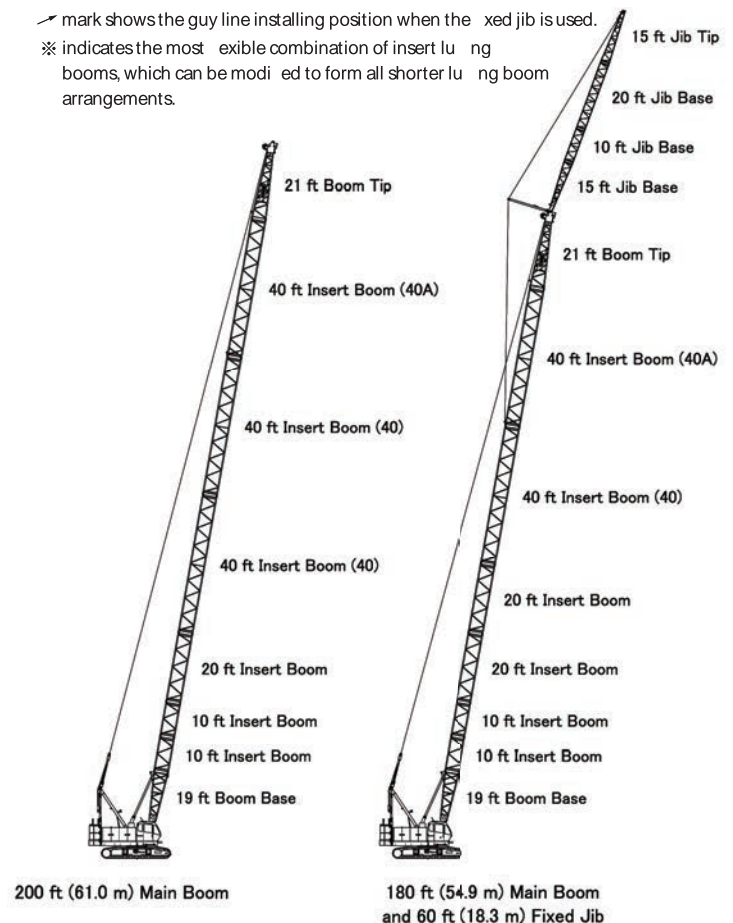 mark shows the guy line installing position when the xed jib is used.
※ indicates the most exible combination of insert lu ng
booms, which can be modi ed to form all shorter lu ng boom
arrangements.
21 ft Boom Tip
40 ft Insert Boom (40A)
40 ft Insert Boom (40)
40 ft Insert Boom (40)
20 ft Insert Boom
10 ft Insert Boom
10 ft Insert Boom
19 ft Boom Base
200 ft (61.0 m) Main Boom
15 ft Jib Tip
20 ft Jib Base
10 ft Jib Base
15 ft Jib Base
21 ft Boom Tip
40 ft Insert Boom (40A)
40 ft Insert Boom (40)
20 ft Insert Boom
20 ft Insert Boom
10 ft Insert Boom
10 ft Insert Boom
19 ft Boom Base
180 ft (54.9 m) Main Boom
and 60 ft (18.3 m) Fixed Jib